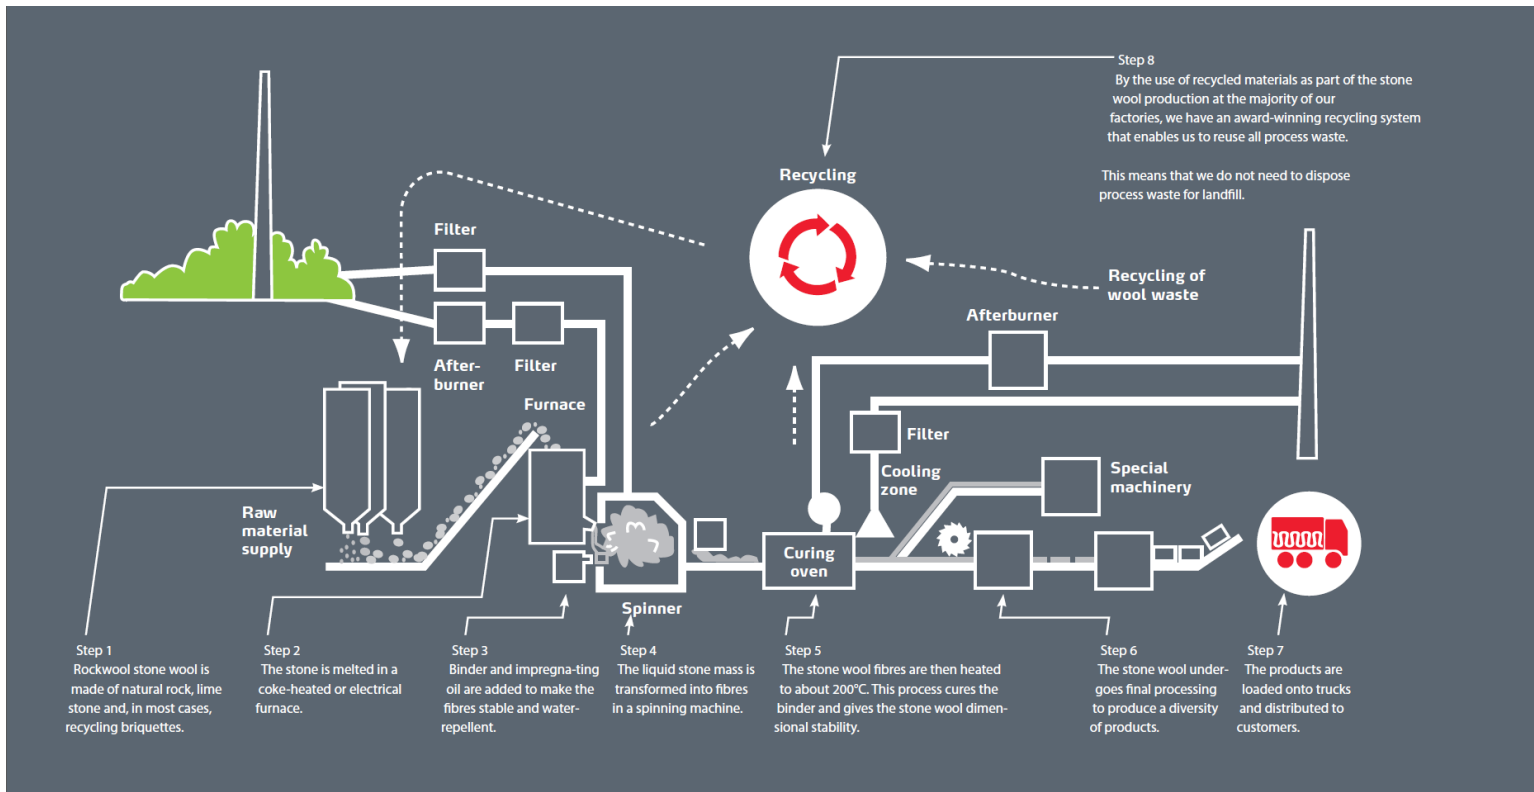 Step 8
By the use of recycled materials as part of the stone
wool production at the majority of our
factories, we have an award-winning recycling system
that enables us to reuse all process waste.
This means that we do not need to dispose
process waste for landfill.
Recycling
Filter
Recycling of
wool waste
Afterburner
After-
burner
Filter
Furnace
Filter
Cooling
zone
Special
machinery
Raw
material
supply
Curing
oven
Spinner
Step 1
Rockwool stone wool is
made of natural rock, lime
stone and, in most cases,
recycling briquettes.
Step 2
The stone is melted in a
coke-heated or electrical
furnace.
Step 3
Binder and impregna-ting
oil are added to make the
fibres stable and water-
repellent.
Step 4
The liquid stone mass is
transformed into fibres
in a spinning machine.
Step 5
The stone wool fibres are then heated
to about 200°C. This process cures the
binder and gives the stone wool dimen-
sional stability.
Step 6
The stone wool under-
goes final processing
to produce a diversity
of products.
Step 7
The products are
loaded onto trucks
and distributed to
customers.